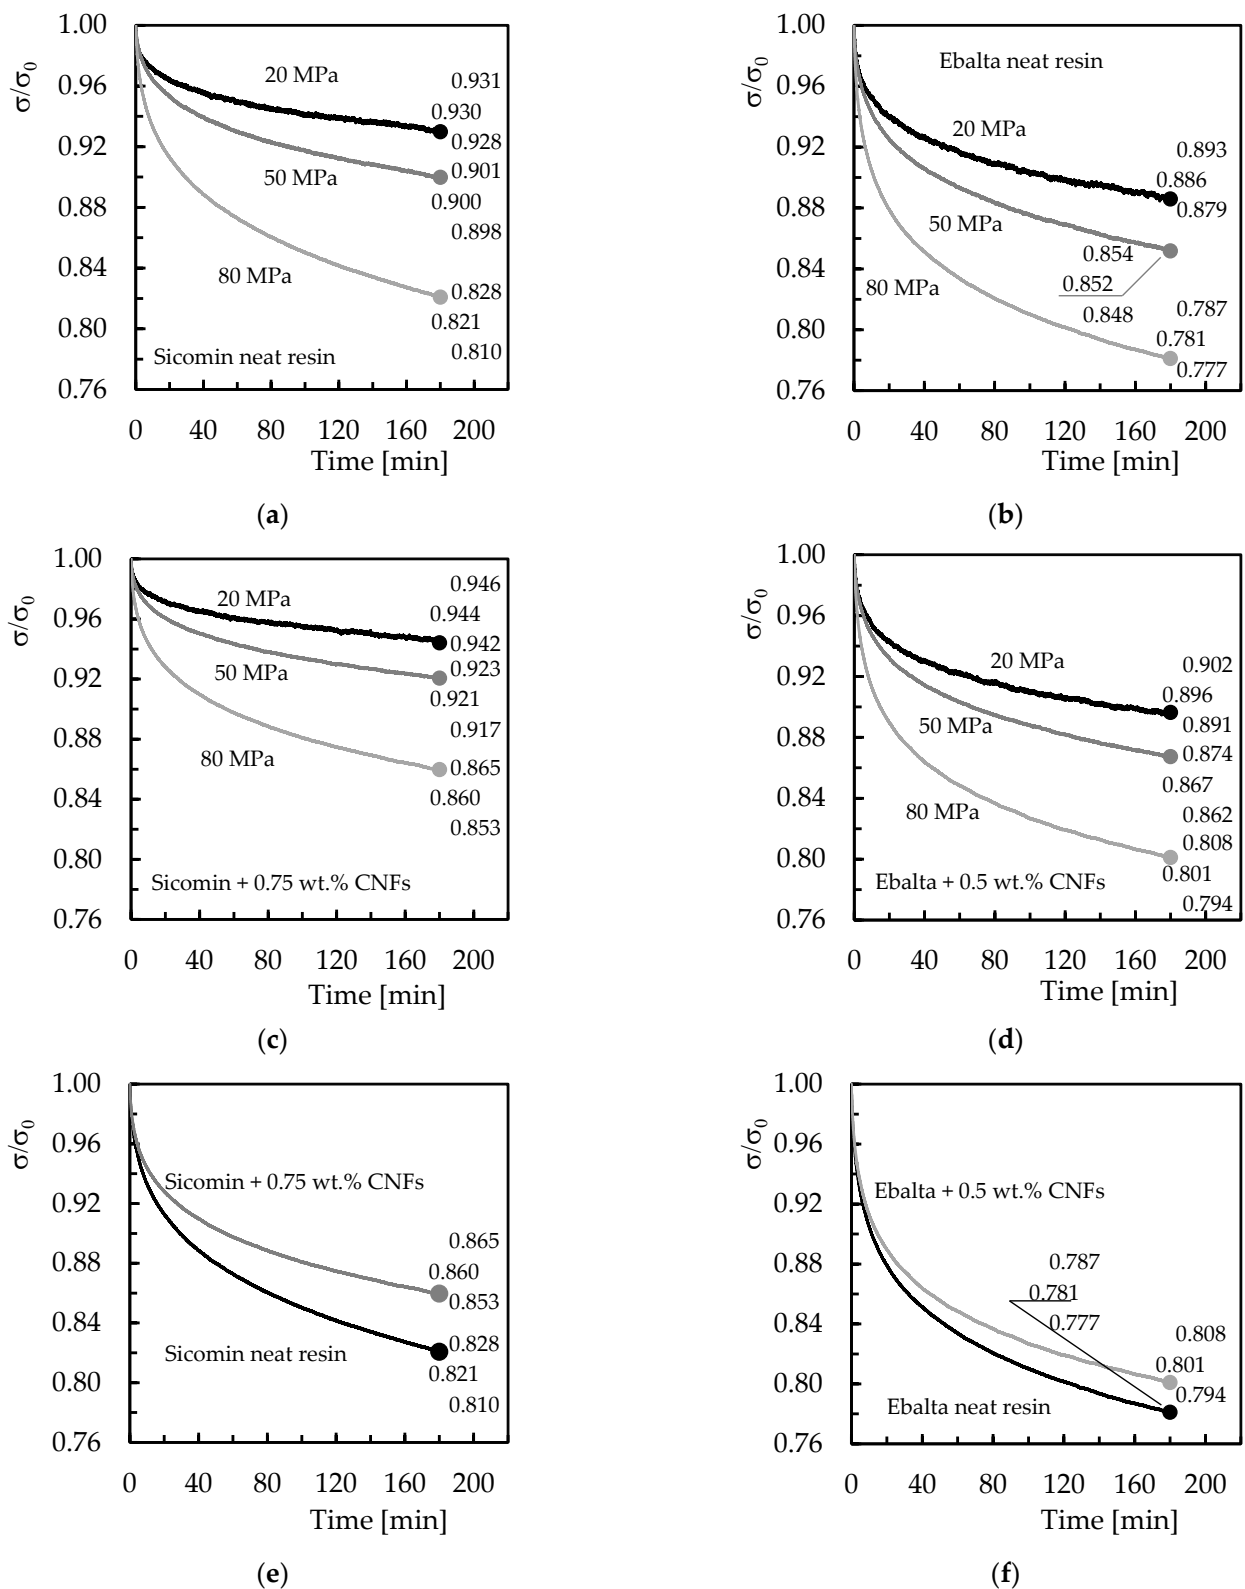 σ/σ0
1.00
0.96
0.92
0.88
0.84
0.80
0.76
20 MPa
50 MPa
80 MPa
0.931
0.930
0.928
0.901
0.900
0.898
0.828
0.821
0.810
Sicomin neat resin
0 40 80 120 160 200
Time [min]
(a)
σ/σ0
1.00
0.96
0.92
0.88
0.84
0.80
0.76
Ebalta neat resin
20 MPa
50 MPa
80 MPa
0.893
0.886
0.879
0.854
0.852
0.848
0.787
0.781
0.777
0 40 80 120 160 200
Time [min]
(b)
σ/σ0
1.00
0.96
0.92
0.88
0.84
0.80
0.76
20 MPa
50 MPa
80 MPa
0.946
0.944
0.942
0.923
0.921
0.917
0.865
0.860
0.853
Sicomin + 0.75 wt.% CNFs
0 40 80 120 160 200
Time [min]
(c)
σ/σ0
1.00
0.96
0.92
0.88
0.84
0.80
0.76
20 MPa
50 MPa
80 MPa
0.902
0.896
0.891
0.874
0.867
0.862
0.808
0.801
0.794
Ebalta + 0.5 wt.% CNFs
0 40 80 120 160 200
Time [min]
(d)
σ/σ0
1.00
0.96
0.92
0.88
0.84
0.80
0.76
Sicomin + 0.75 wt.% CNFs
0.865
0.860
0.853
0.828
0.821
0.810
Sicomin neat resin
0 40 80 120 160 200
Time [min]
(e)
σ/σ0
1.00
0.96
0.92
0.88
0.84
0.80
0.76
Ebalta + 0.5 wt.% CNFs
0.787
0.781
0.777
0.808
0.801
0.794
Ebalta neat resin
0 40 80 120 160 200
Time [min]
(f)